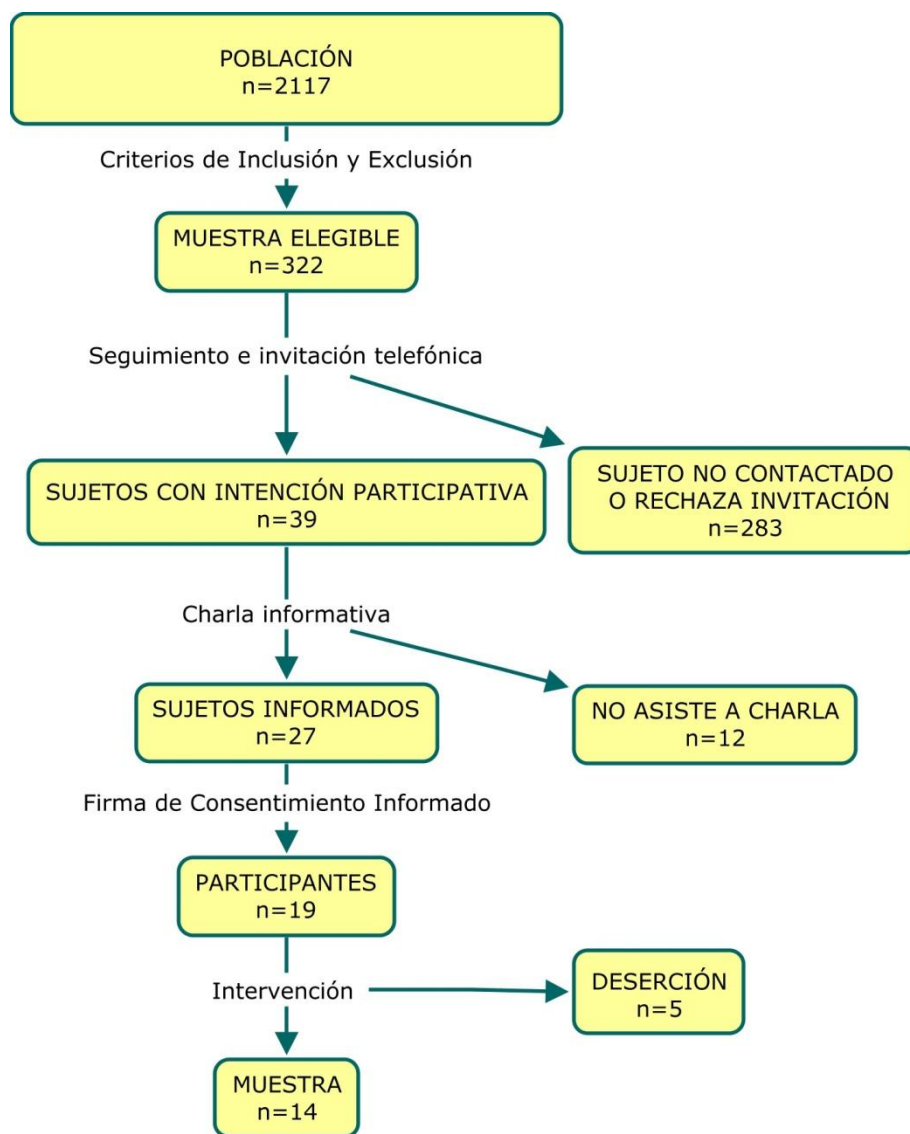 POBLACIÓN
n=2117
Criterios de Inclusión y Exclusión
MUESTRA ELEGIBLE
n=322
Seguimiento e invitación telefónica
SUJETOS CON INTENCIÓN PARTICIPATIVA
n=39
SUJETO NO CONTACTADO
O RECHAZA INVITACIÓN
n=283
Charla informativa
SUJETOS INFORMADOS
n=27
NO ASISTE A CHARLA
n=12
Firma de Consentimiento Informado
PARTICIPANTES
n=19
Intervención
DESERCIÓN
n=5
MUESTRA
n=14